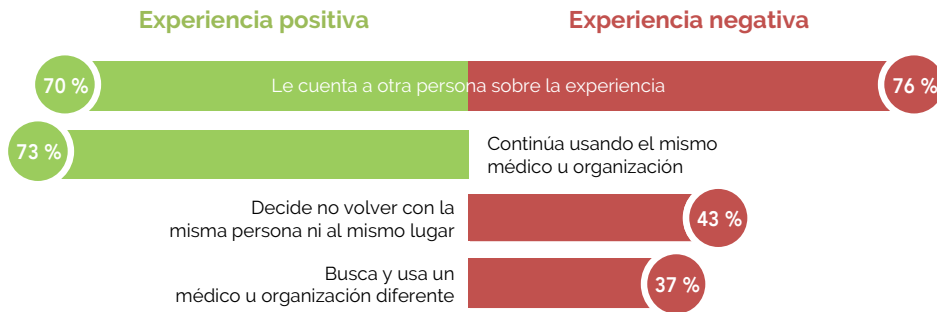 Experiencia positiva
Experiencia negativa
70 %
Le cuenta a otra persona sobre la experiencia
76 %
73 %
Continúa usando el mismo
médico u organización
Decide no volver con la
misma persona ni al mismo lugar
43 %
Busca y usa un
médico u organización diferente
37 %